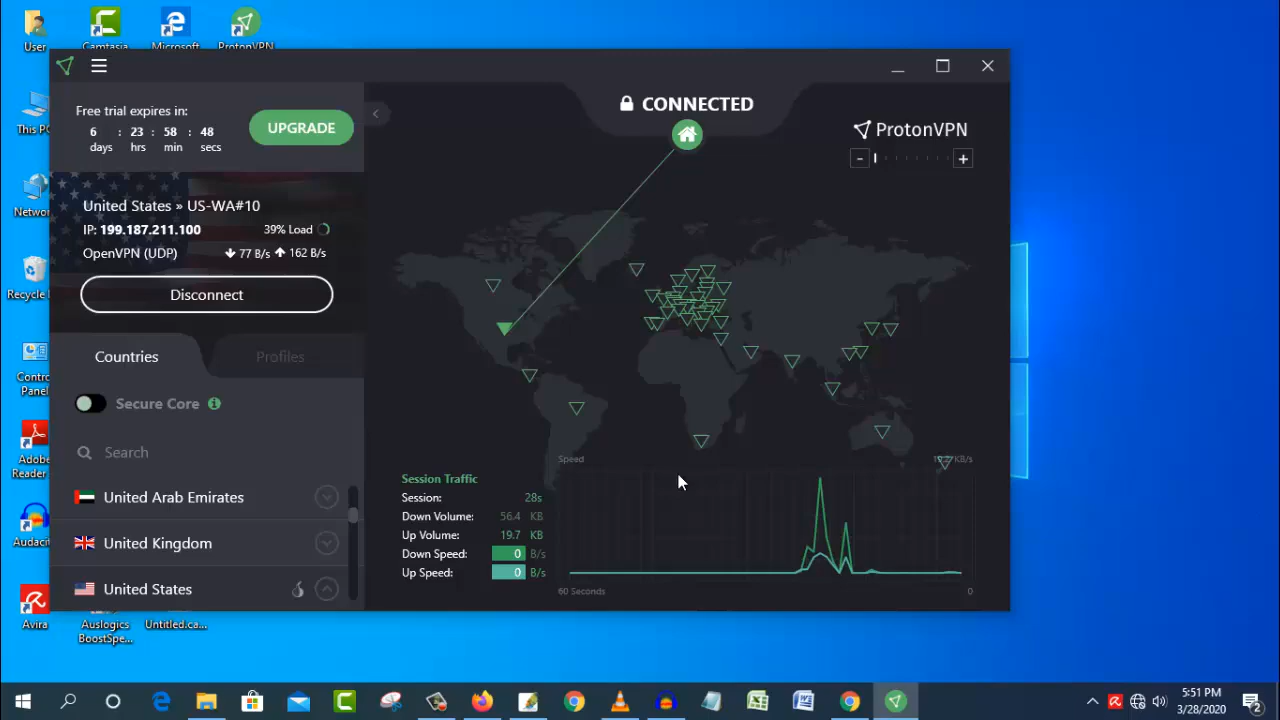 User
Camtasia
Microsoft
ProtonVPN
This PC
Network
Recycle
Control
Panel
Adobe
Reader
Audacity
Avira
Auslogics
BoostSpe...
Untitled.ca...
Free trial expires in:
6 : 23 : 58 : 48
days hrs min secs
UPGRADE
United States » US-WA#10
IP: 199.187.211.100
39% Load
OpenVPN (UDP)
77 B/s 162 B/s
Disconnect
Countries
Profiles
Secure Core
Search
United Arab Emirates
United Kingdom
United States
CONNECTED
ProtonVPN
- +
Session Traffic
Session: 28s
Down Volume: 56.4 KB
Up Volume: 19.7 KB
Down Speed: 0 B/s
Up Speed: 0 B/s
Speed
KB/s
60 Seconds
0
5:51 PM
3/28/2020
2